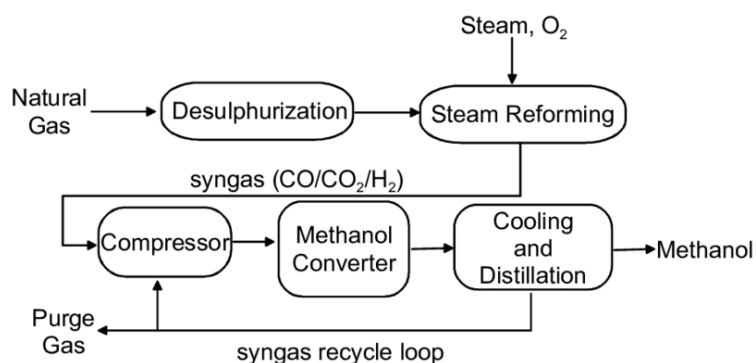 Steam, O₂
Natural
Gas
Desulphurization
Steam Reforming
syngas (CO/CO₂/H₂)
Compressor
Methanol
Converter
Cooling
and
Distillation
Methanol
Purge
Gas
syngas recycle loop